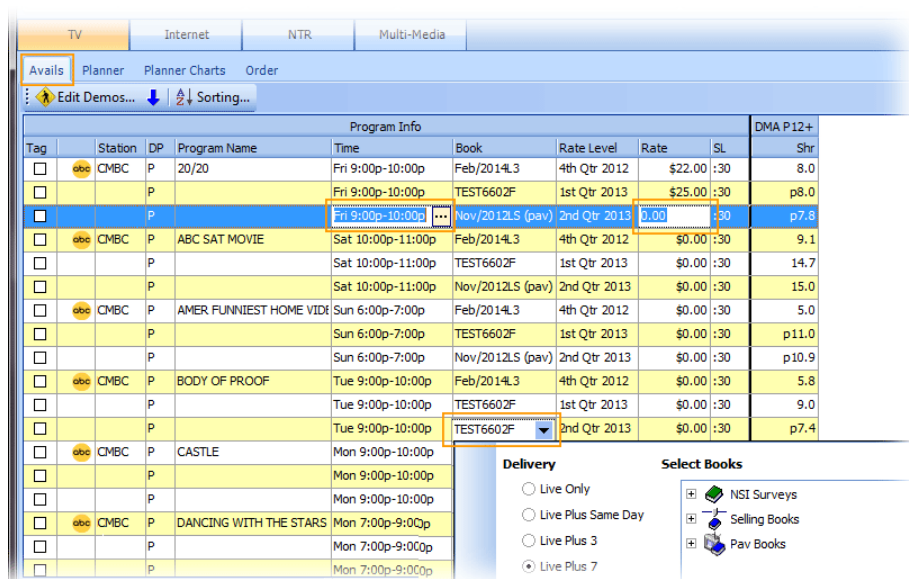 TV Internet NTR Multi-Media
Avails Planner Planner Charts Order
Edit Demos... Sorting...
Program Info DMA P12+
Tag Station DP Program Name Time Book Rate Level Rate SL Shr
abc CMBC P 20/20 Fri 9:00p-10:00p Feb/2014L3 4th Qtr 2012 $22.00 :30 8.0
P Fri 9:00p-10:00p TEST6602F 1st Qtr 2013 $25.00 :30 p8.0
P Fri 9:00p-10:00p ... Nov/2012LS (pav) 2nd Qtr 2013 0.00 :30 p7.8
abc CMBC P ABC SAT MOVIE Sat 10:00p-11:00p Feb/2014L3 4th Qtr 2012 $0.00 :30 9.1
P Sat 10:00p-11:00p TEST6602F 1st Qtr 2013 $0.00 :30 14.7
P Sat 10:00p-11:00p Nov/2012LS (pav) 2nd Qtr 2013 $0.00 :30 15.0
abc CMBC P AMER FUNNIEST HOME VIDE Sun 6:00p-7:00p Feb/2014L3 4th Qtr 2012 $0.00 :30 5.0
P Sun 6:00p-7:00p TEST6602F 1st Qtr 2013 $0.00 :30 p11.0
P Sun 6:00p-7:00p Nov/2012LS (pav) 2nd Qtr 2013 $0.00 :30 p10.9
abc CMBC P BODY OF PROOF Tue 9:00p-10:00p Feb/2014L3 4th Qtr 2012 $0.00 :30 5.8
P Tue 9:00p-10:00p TEST6602F 1st Qtr 2013 $0.00 :30 9.0
P Tue 9:00p-10:00p TEST6602F 2nd Qtr 2013 $0.00 :30 p7.4
abc CMBC P CASTLE Mon 9:00p-10:00p
P Mon 9:00p-10:00p
P Mon 9:00p-10:00p
abc CMBC P DANCING WITH THE STARS Mon 7:00p-9:00p
P Mon 7:00p-9:00p
P Mon 7:00p-9:00p
Delivery Select Books
Live Only
NSI Surveys
Live Plus Same Day
Selling Books
Live Plus 3
Pav Books
Live Plus 7